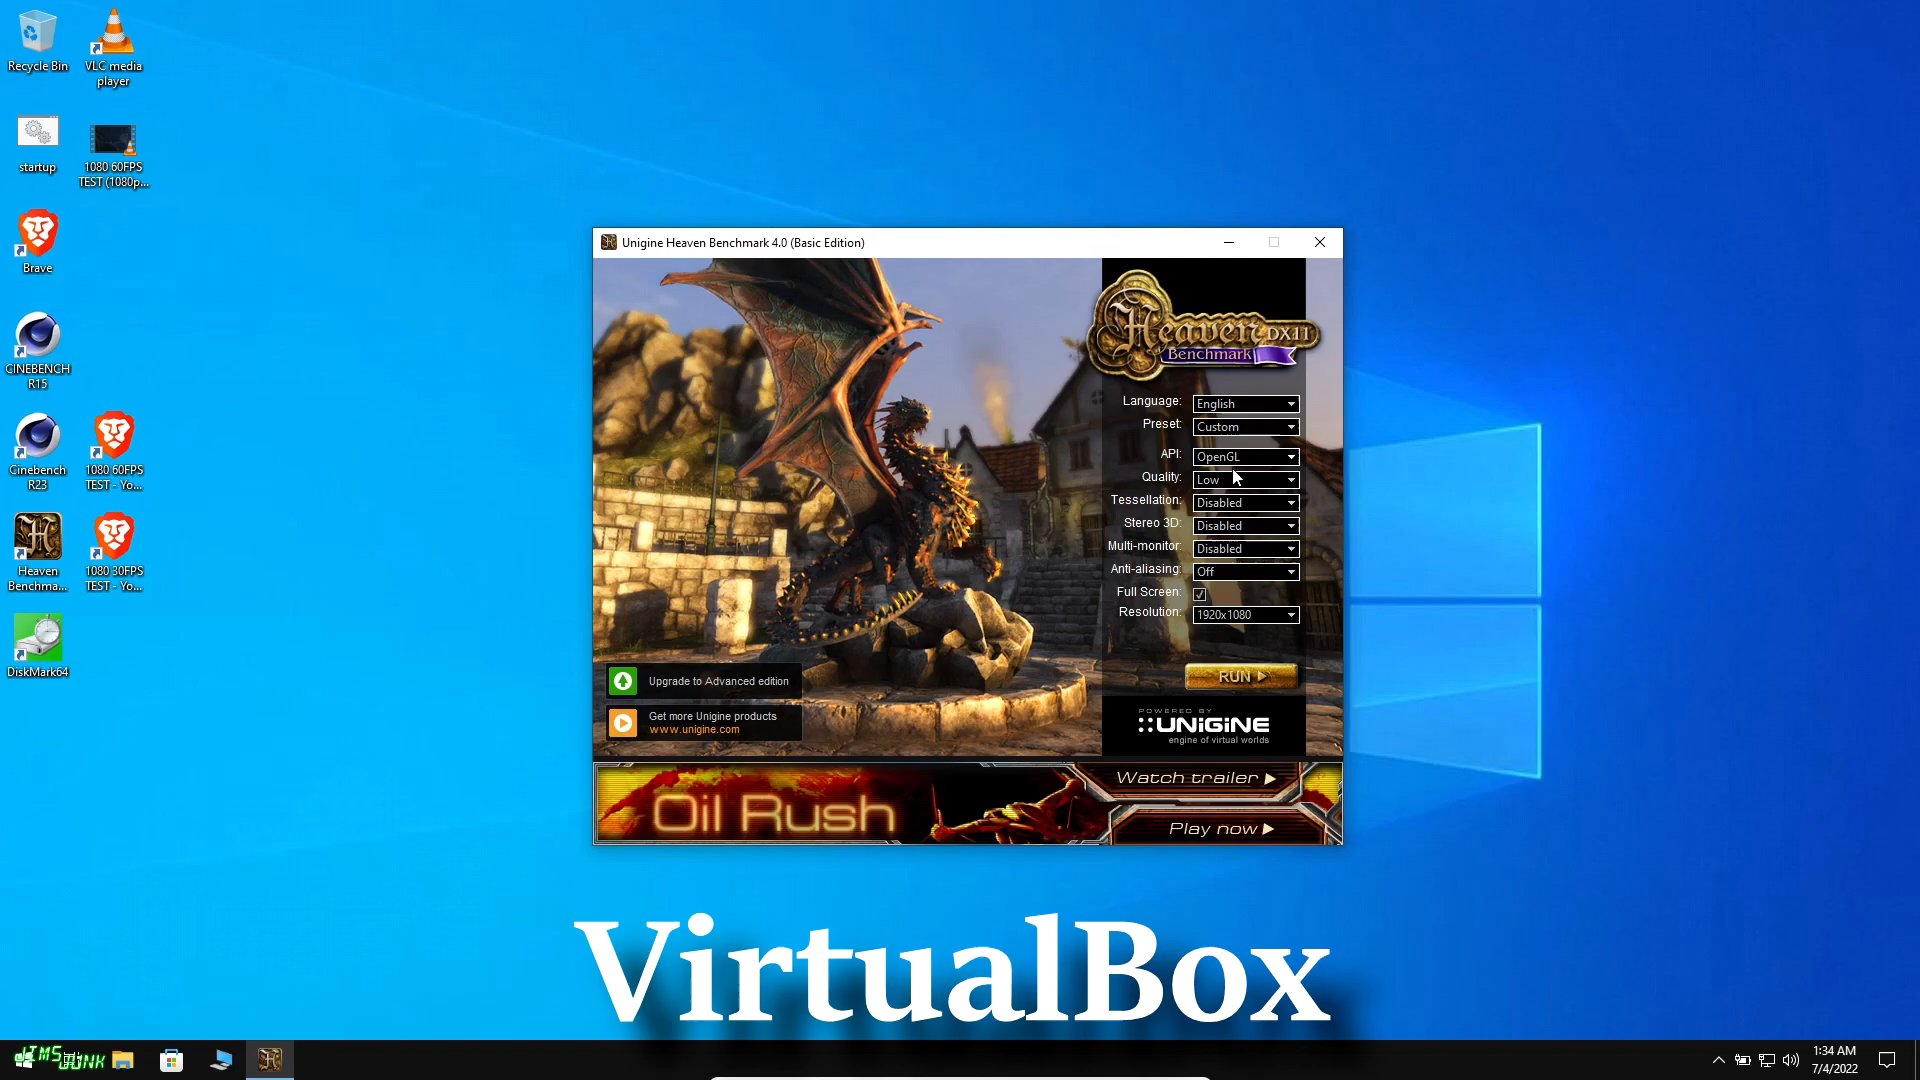 Recycle Bin
VLC media
player
startup
1080 60FPS
TEST (1080p...
Brave
CINEBENCH
R15
Cinebench
R23
1080 60FPS
TEST - Yo...
Heaven
Benchma...
1080 30FPS
TEST - Yo...
DiskMark64
Unigine Heaven Benchmark 4.0 (Basic Edition)
Heaven DX11
Benchmark
Language: English
Preset: Custom
API: OpenGL
Quality: Low
Tessellation: Disabled
Stereo 3D: Disabled
Multi-monitor: Disabled
Anti-aliasing: Off
Full Screen:
Resolution: 1920x1080
RUN
Upgrade to Advanced edition
Get more Unigine products
www.unigine.com
POWERED BY
UNIGINE
engine of virtual worlds
Oil Rush
Watch trailer
Play now
VirtualBox
JIMS
JUNK
1:34 AM
7/4/2022